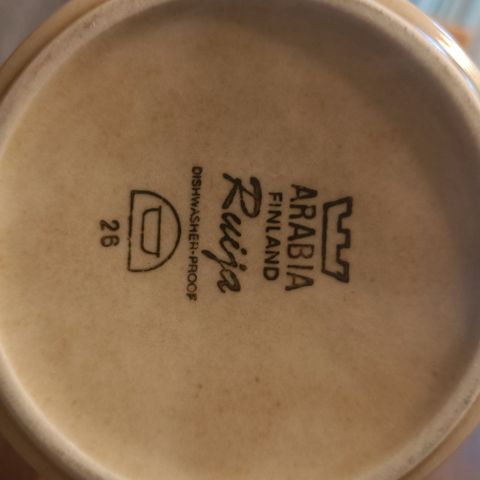 ARABIA
FINLAND
Ruija
DISHWASHER-PROOF
26